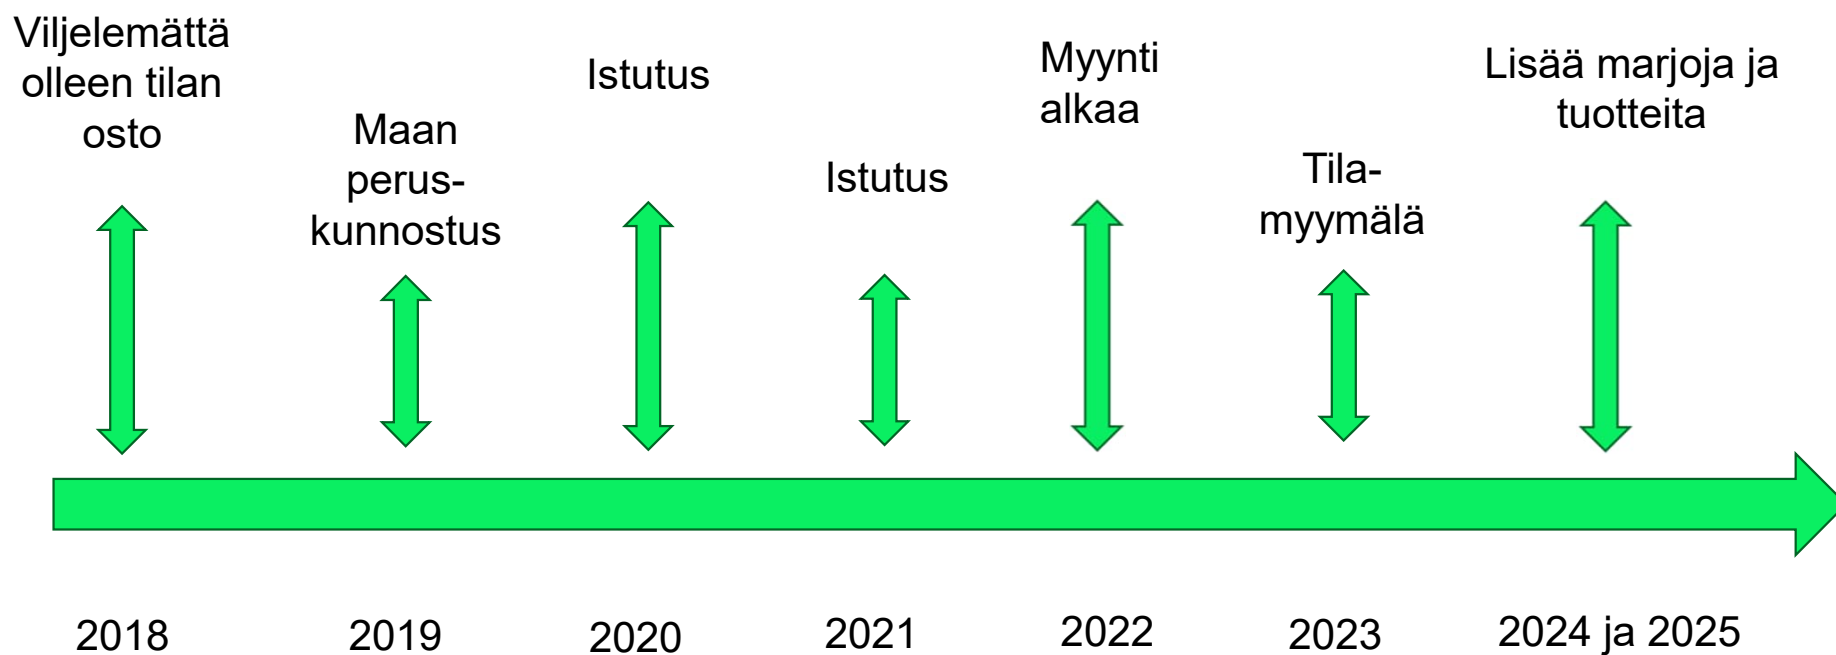 Viljelemättä
olleen tilan
osto
Maan
perus-
kunnostus
Istutus
Istutus
Myynti
alkaa
Tila-
myymälä
Lisää marjoja ja
tuotteita
2018
2019
2020
2021
2022
2023
2024 ja 2025